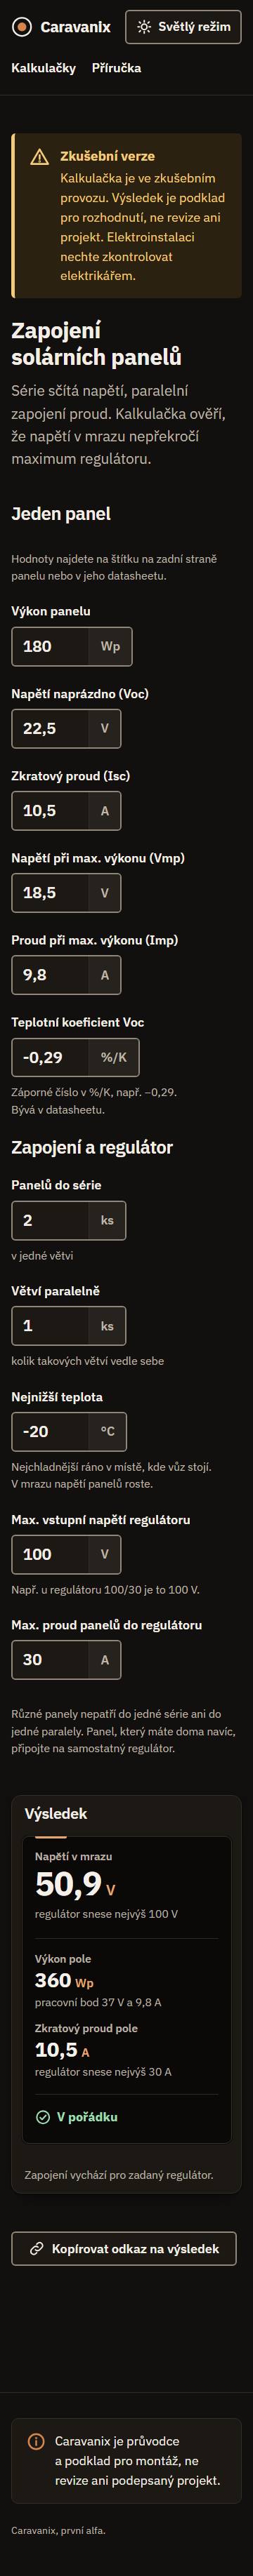 Caravanix
Světlý režim
Kalkulačky Příručka
Zkušební verze
Kalkulačka je ve zkušebním
provozu. Výsledek je podklad
pro rozhodnutí, ne revize ani
projekt. Elektroinstalaci
nechte zkontrolovat
elektrikářem.
Zapojení
solárních panelů
Série sčítá napětí, paralelní
zapojení proud. Kalkulačka ověří,
že napětí v mrazu nepřekročí
maximum regulátoru.
Jeden panel
Hodnoty najdete na štítku na zadní straně
panelu nebo v jeho datasheetu.
Výkon panelu
180 Wp
Napětí naprázdno (Voc)
22,5 V
Zkratový proud (Isc)
10,5 A
Napětí při max. výkonu (Vmp)
18,5 V
Proud při max. výkonu (Imp)
9,8 A
Teplotní koeficient Voc
-0,29 %/K
Záporné číslo v %/K, např. −0,29.
Bývá v datasheetu.
Zapojení a regulátor
Panelů do série
2 ks
v jedné větvi
Větví paralelně
1 ks
kolik takových větví vedle sebe
Nejnižší teplota
-20 °C
Nejchladnější ráno v místě, kde vůz stojí.
V mrazu napětí panelů roste.
Max. vstupní napětí regulátoru
100 V
Např. u regulátoru 100/30 je to 100 V.
Max. proud panelů do regulátoru
30 A
Různé panely nepatří do jedné série ani do
jedné paralely. Panel, který máte doma navíc,
připojte na samostatný regulátor.
Výsledek
Napětí v mrazu
50,9 V
regulátor snese nejvýš 100 V
Výkon pole
360 Wp
pracovní bod 37 V a 9,8 A
Zkratový proud pole
10,5 A
regulátor snese nejvýš 30 A
V pořádku
Zapojení vychází pro zadaný regulátor.
Kopírovat odkaz na výsledek
Caravanix je průvodce
a podklad pro montáž, ne
revize ani podepsaný projekt.
Caravanix, první alfa.